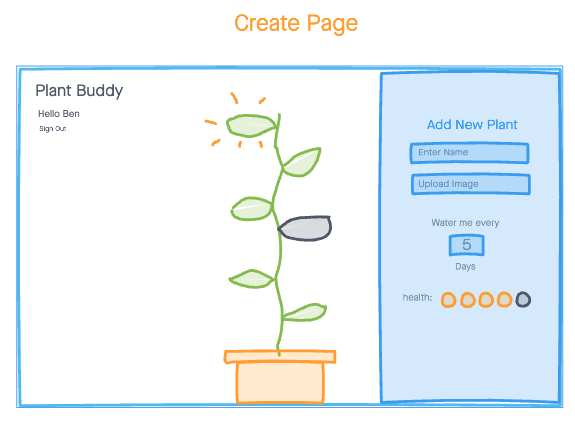 Create Page
Plant Buddy
Hello Ben
Sign Out
Add New Plant
Enter Name
Upload Image
Water me every
5
Days
health: